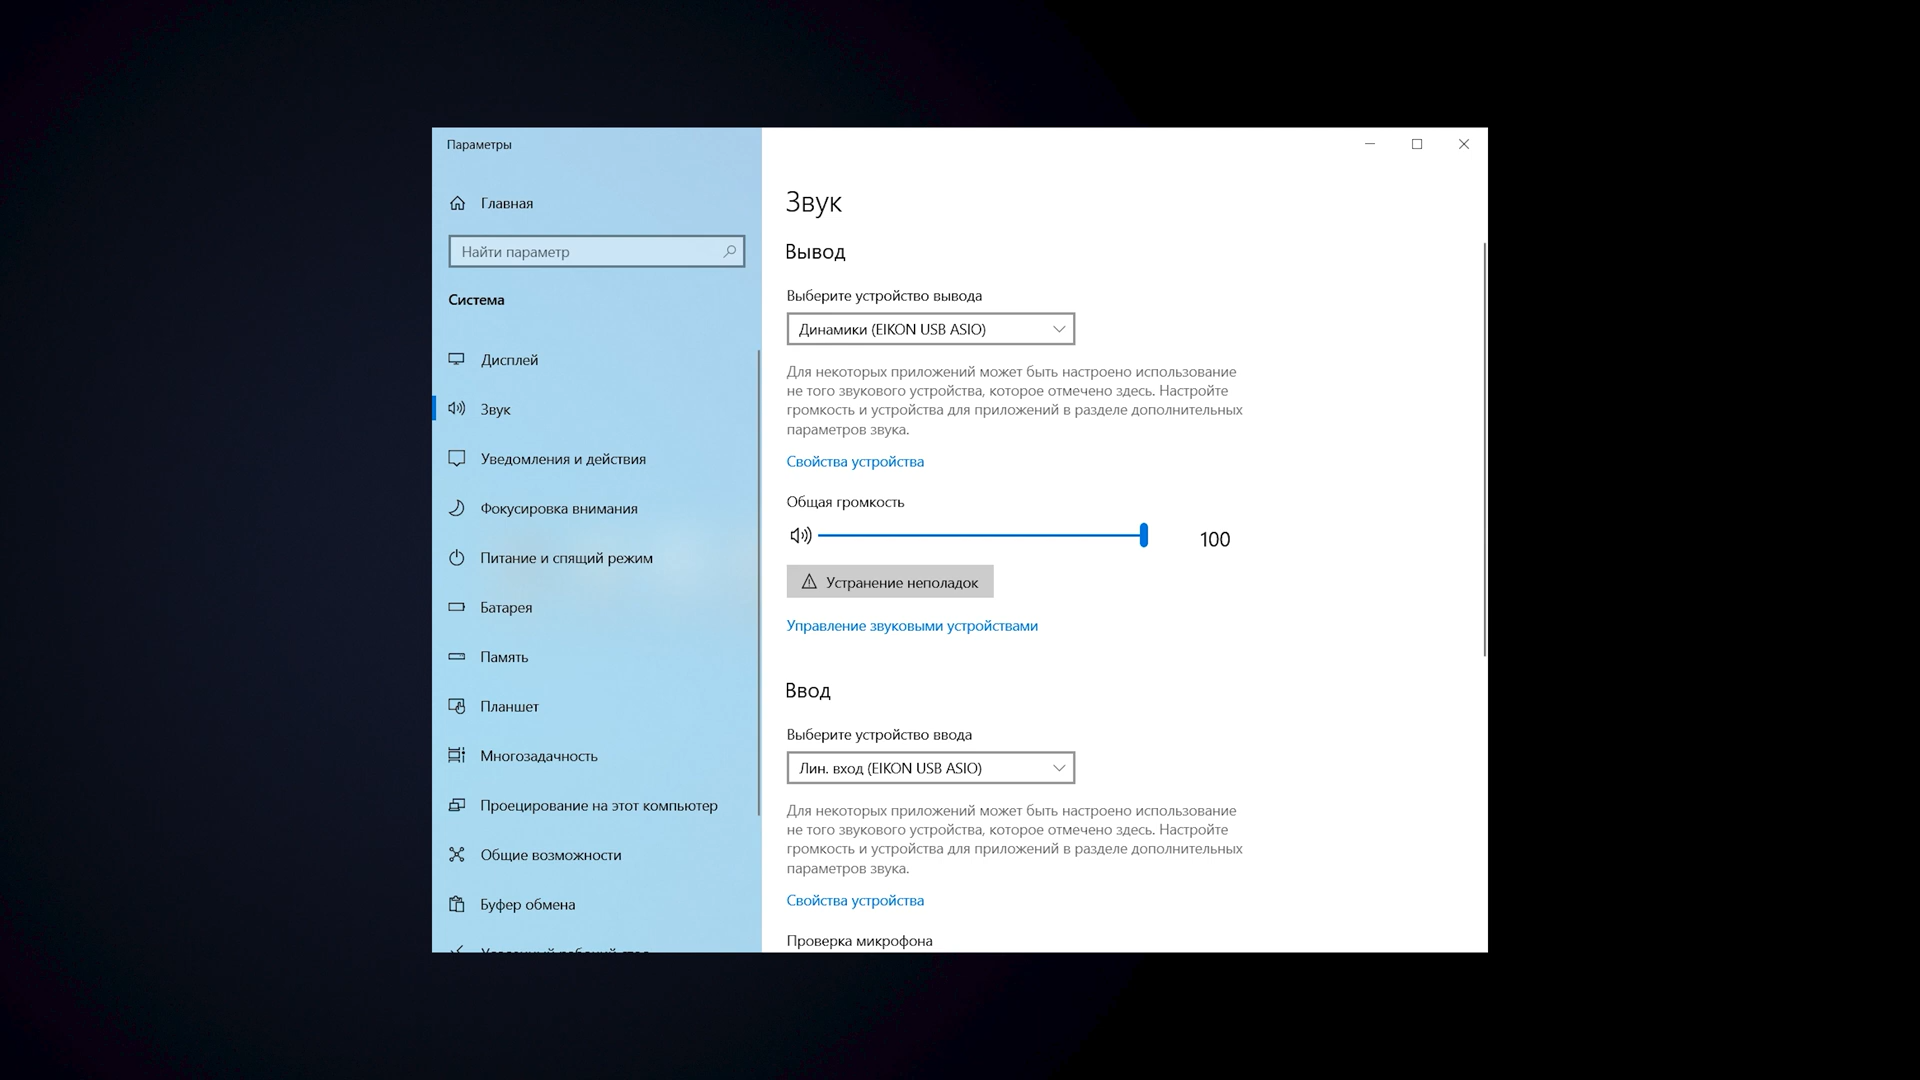 Параметры
Главная
Найти параметр
Система
Дисплей
Звук
Уведомления и действия
Фокусировка внимания
Питание и спящий режим
Батарея
Память
Планшет
Многозадачность
Проецирование на этот компьютер
Общие возможности
Буфер обмена
Звук
Вывод
Выберите устройство вывода
Динамики (EIKON USB ASIO)
Для некоторых приложений может быть настроено использование
не того звукового устройства, которое отмечено здесь. Настройте
громкость и устройства для приложений в разделе дополнительных
параметров звука.
Свойства устройства
Общая громкость
100
Устранение неполадок
Управление звуковыми устройствами
Ввод
Выберите устройство ввода
Лин. вход (EIKON USB ASIO)
Для некоторых приложений может быть настроено использование
не того звукового устройства, которое отмечено здесь. Настройте
громкость и устройства для приложений в разделе дополнительных
параметров звука.
Свойства устройства
Проверка микрофона